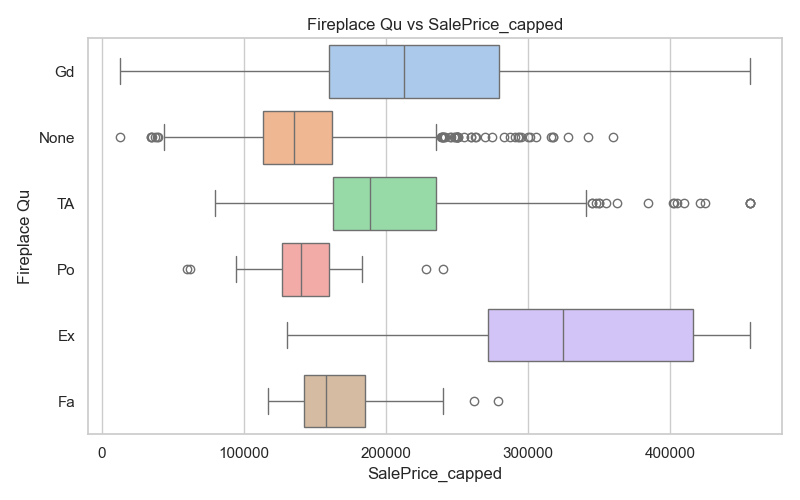 Fireplace Qu vs SalePrice_capped
Fireplace Qu
Gd
None
TA
Po
Ex
Fa
0
100000
200000
300000
400000
SalePrice_capped